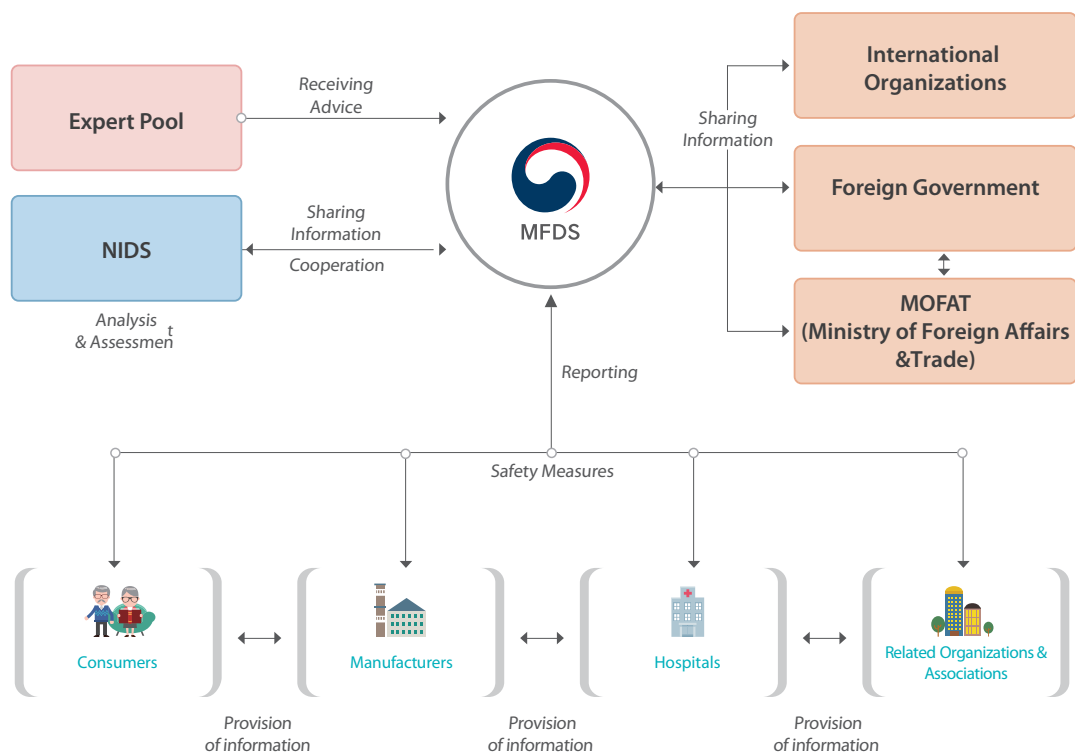 Expert Pool
Receiving
Advice
NIDS
Sharing
Information
Cooperation
Analysis
& Assessment
MFDS
Sharing
Information
International
Organizations
Foreign Government
MOFAT
(Ministry of Foreign Affairs
&Trade)
Reporting
Safety Measures
Consumers
Manufacturers
Hospitals
Related Organizations &
Associations
Provision
of information
Provision
of information
Provision
of information